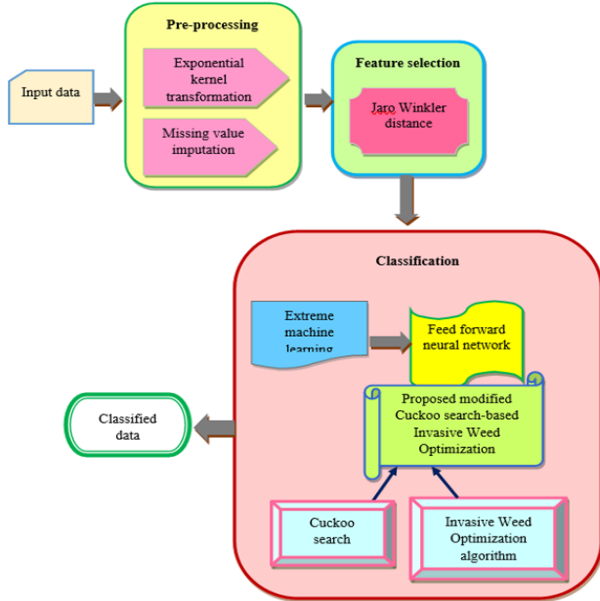 Pre-processing
Exponential
kernel
transformation
Missing value
imputation
Input data
Feature selection
Jaro Winkler
distance
Classification
Extreme
machine
learning
Feed forward
neural network
Proposed modified
Cuckoo search-based
Invasive Weed
Optimization
Cuckoo
search
Invasive Weed
Optimization
algorithm
Classified
data